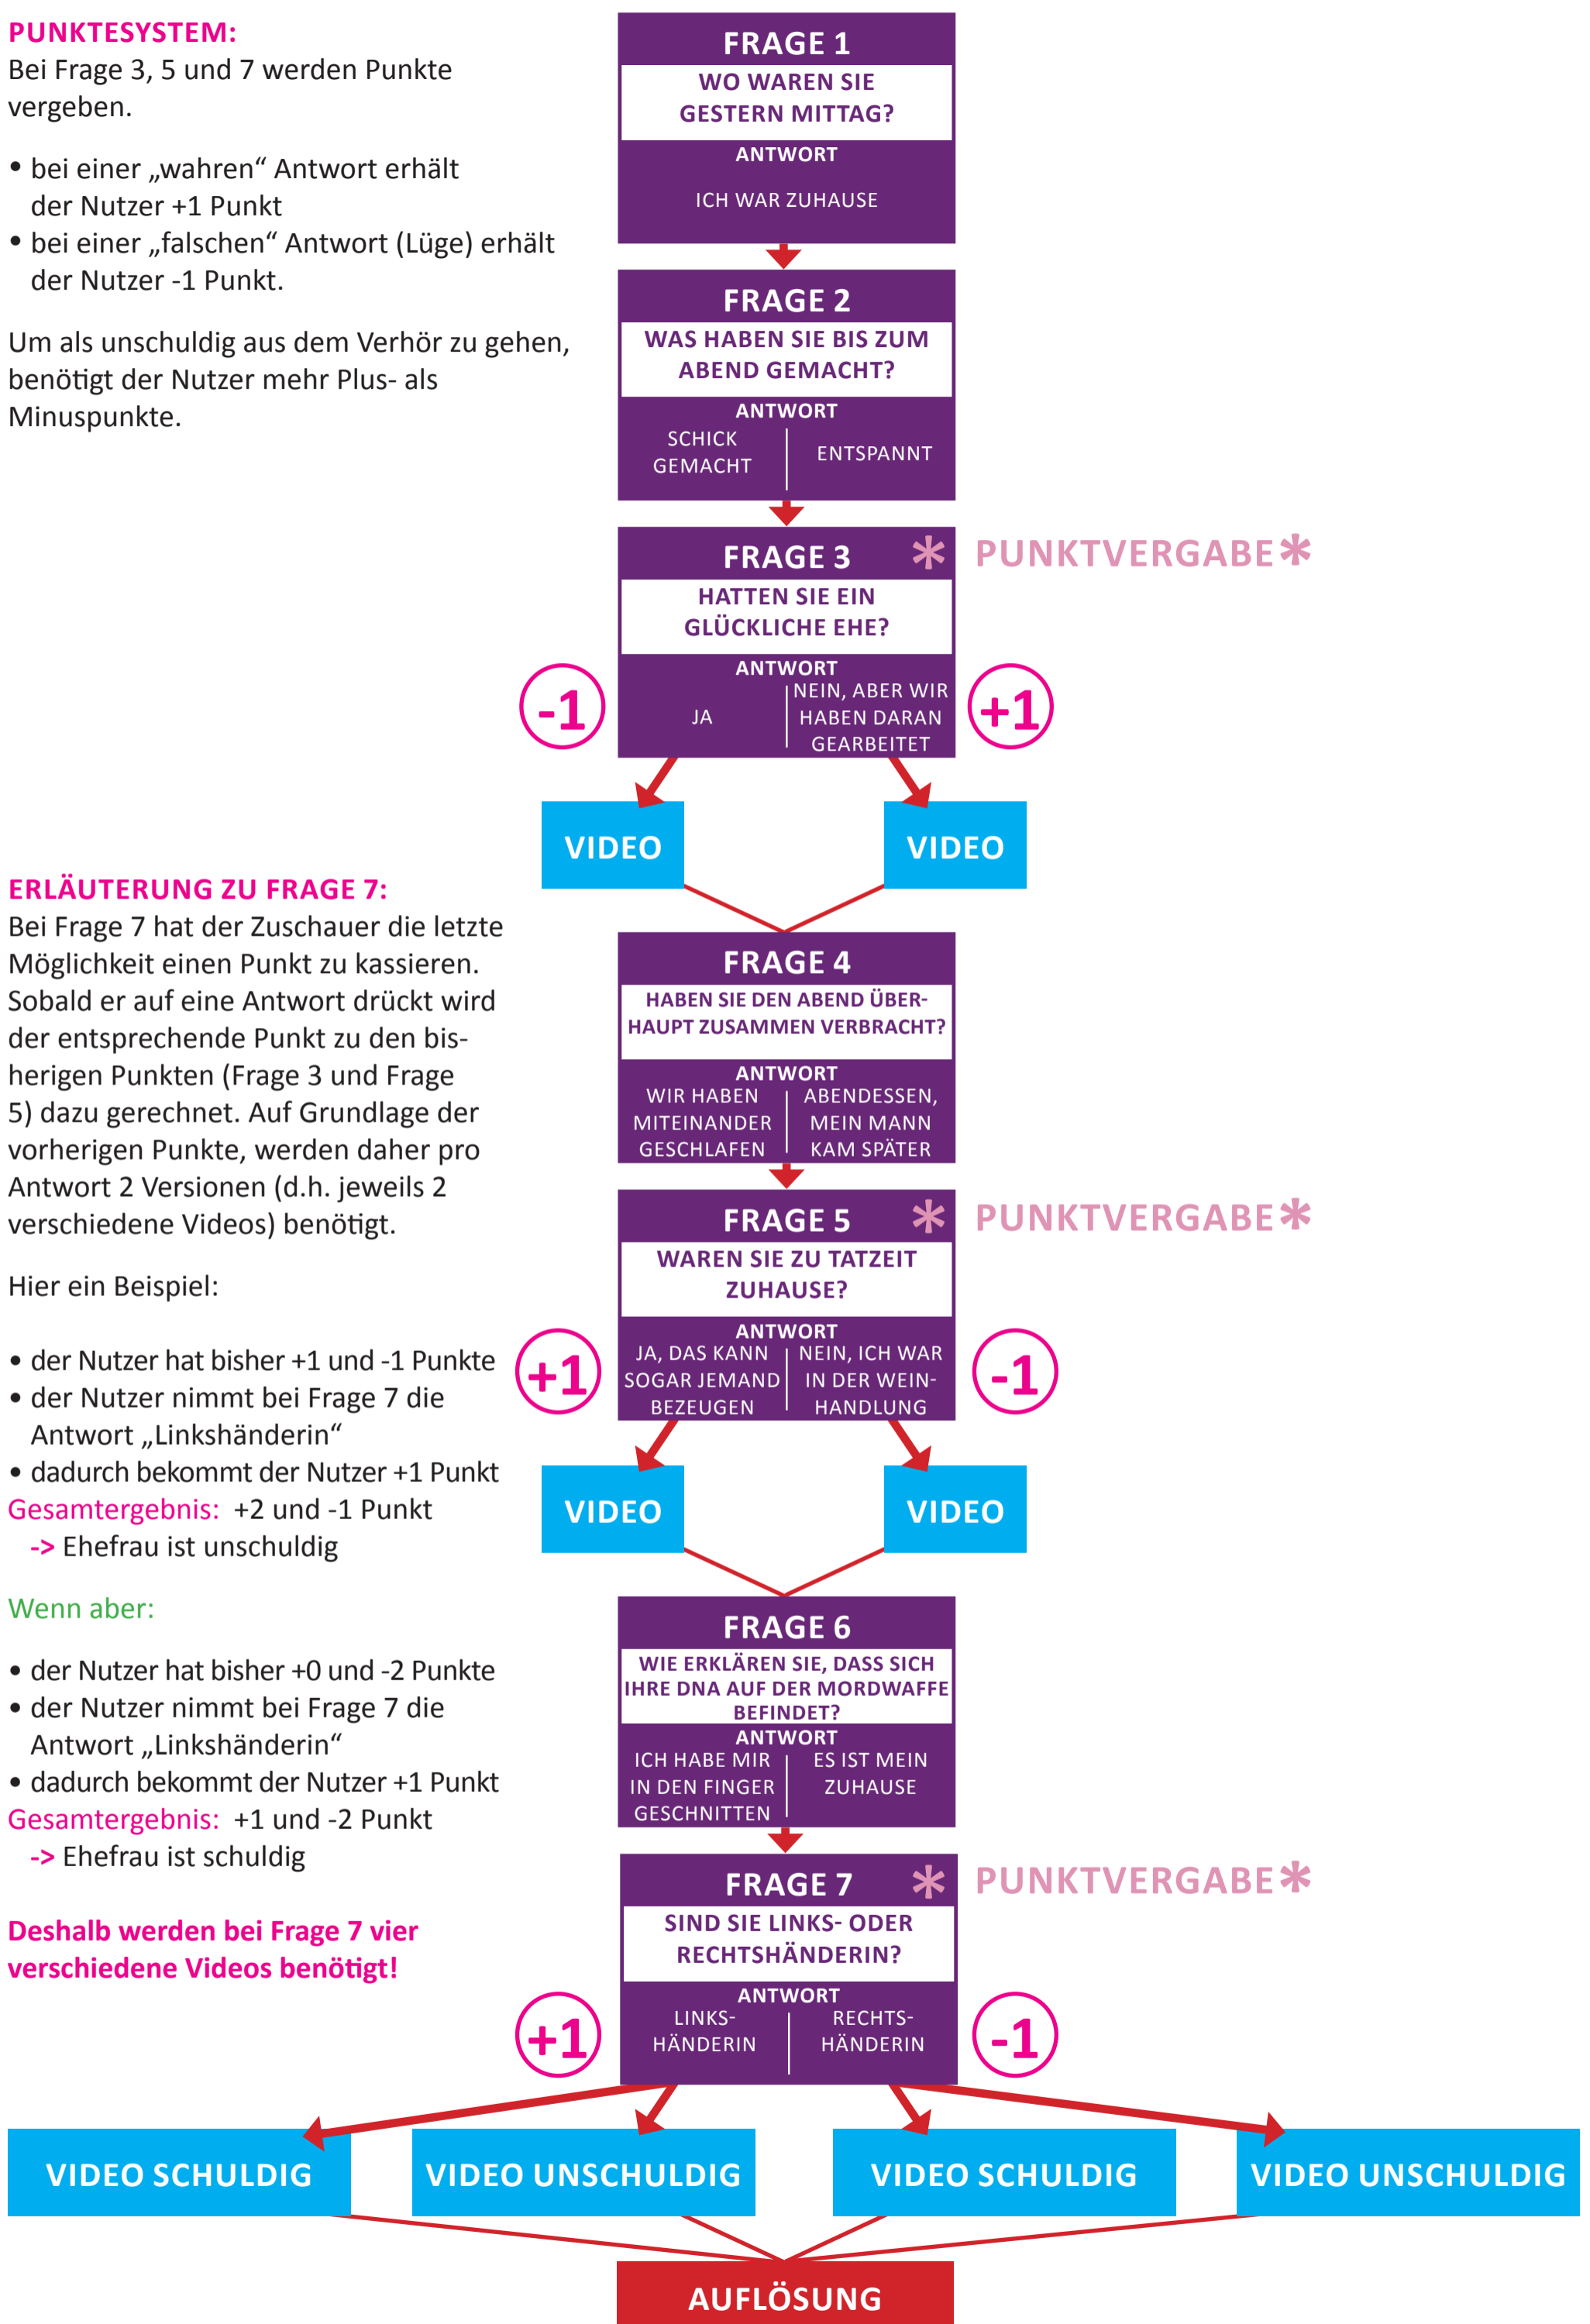 PUNKTESYSTEM:
Bei Frage 3, 5 und 7 werden Punkte
vergeben.
• bei einer „wahren“ Antwort erhält
der Nutzer +1 Punkt
• bei einer „falschen“ Antwort (Lüge) erhält
der Nutzer -1 Punkt.
Um als unschuldig aus dem Verhör zu gehen,
benötigt der Nutzer mehr Plus- als
Minuspunkte.
FRAGE 1
WO WAREN SIE
GESTERN MITTAG?
ANTWORT
ICH WAR ZUHAUSE
FRAGE 2
WAS HABEN SIE BIS ZUM
ABEND GEMACHT?
ANTWORT
SCHICK
GEMACHT
ENTSPANNT
FRAGE 3 *
PUNKTVERGABE*
HATTEN SIE EIN
GLÜCKLICHE EHE?
ANTWORT
-1
JA
NEIN, ABER WIR
HABEN DARAN
GEARBEITET
+1
VIDEO
VIDEO
ERLÄUTERUNG ZU FRAGE 7:
Bei Frage 7 hat der Zuschauer die letzte
Möglichkeit einen Punkt zu kassieren.
Sobald er auf eine Antwort drückt wird
der entsprechende Punkt zu den bis-
herigen Punkten (Frage 3 und Frage
5) dazu gerechnet. Auf Grundlage der
vorherigen Punkte, werden daher pro
Antwort 2 Versionen (d.h. jeweils 2
verschiedene Videos) benötigt.
Hier ein Beispiel:
• der Nutzer hat bisher +1 und -1 Punkte
• der Nutzer nimmt bei Frage 7 die
Antwort „Linkshänderin“
• dadurch bekommt der Nutzer +1 Punkt
Gesamtergebnis: +2 und -1 Punkt
-> Ehefrau ist unschuldig
Wenn aber:
• der Nutzer hat bisher +0 und -2 Punkte
• der Nutzer nimmt bei Frage 7 die
Antwort „Linkshänderin“
• dadurch bekommt der Nutzer +1 Punkt
Gesamtergebnis: +1 und -2 Punkt
-> Ehefrau ist schuldig
Deshalb werden bei Frage 7 vier
verschiedene Videos benötigt!
FRAGE 4
HABEN SIE DEN ABEND ÜBER-
HAUPT ZUSAMMEN VERBRACHT?
ANTWORT
WIR HABEN
MITEINANDER
GESCHLAFEN
ABENDESSEN,
MEIN MANN
KAM SPÄTER
FRAGE 5 *
PUNKTVERGABE*
WAREN SIE ZU TATZEIT
ZUHAUSE?
ANTWORT
+1
JA, DAS KANN
SOGAR JEMAND
BEZEUGEN
NEIN, ICH WAR
IN DER WEIN-
HANDLUNG
-1
VIDEO
VIDEO
FRAGE 6
WIE ERKLÄREN SIE, DASS SICH
IHRE DNA AUF DER MORDWAFFE
BEFINDET?
ANTWORT
ICH HABE MIR
IN DEN FINGER
GESCHNITTEN
ES IST MEIN
ZUHAUSE
FRAGE 7 *
PUNKTVERGABE*
SIND SIE LINKS- ODER
RECHTSHÄNDERIN?
ANTWORT
+1
LINKS-
HÄNDERIN
RECHTS-
HÄNDERIN
-1
VIDEO SCHULDIG
VIDEO UNSCHULDIG
VIDEO SCHULDIG
VIDEO UNSCHULDIG
AUFLÖSUNG